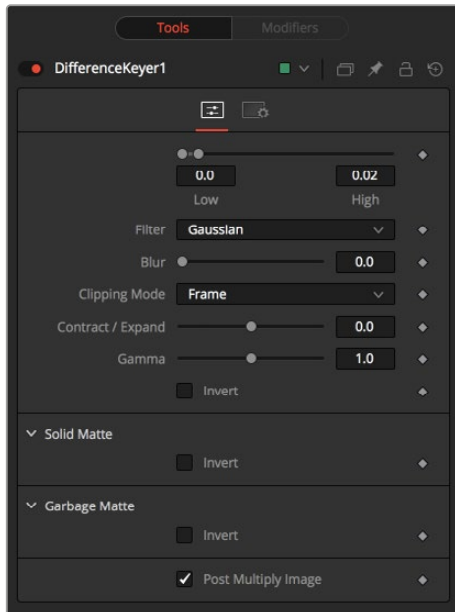 Tools Modifiers
DifferenceKeyer1
0.0 0.02
Low High
Filter Gaussian
Blur 0.0
Clipping Mode Frame
Contract / Expand 0.0
Gamma 1.0
Invert
Solid Matte
Invert
Garbage Matte
Invert
Post Multiply Image